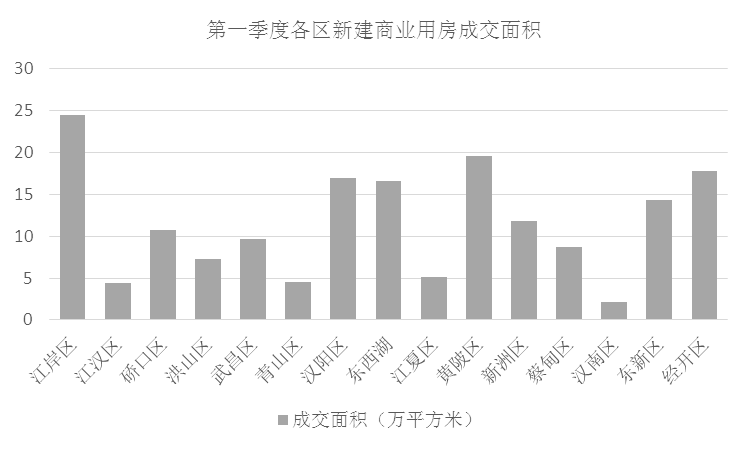 第一季度各区新建商业用房成交面积
30
25
20
15
10
5
0
江岸区
江汉区
硚口区
洪山区
武昌区
青山区
汉阳区
东西湖
江夏区
黄陂区
新洲区
蔡甸区
汉南区
东新区
经开区
成交面积（万平方米）